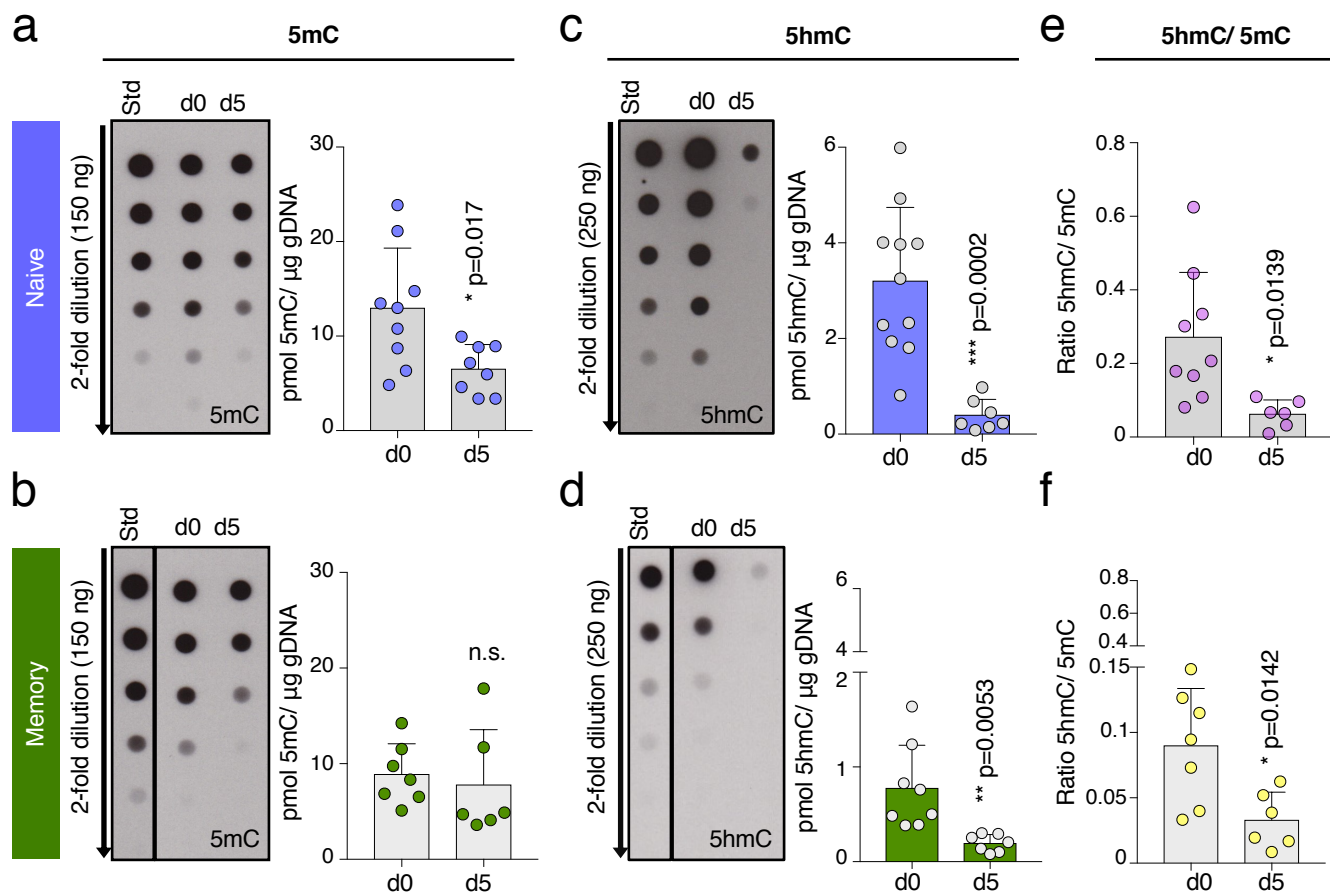 a
5mC
c
5hmC
e
5hmC/ 5mC
Naive
2-fold dilution (150 ng)
Std
d0 d5
5mC
pmol 5mC/ µg gDNA
30
20
10
0
* p=0.017
d0
d5
2-fold dilution (250 ng)
Std
d0 d5
5hmC
pmol 5hmC/ µg gDNA
6
4
2
0
*** p=0.0002
d0
d5
Ratio 5hmC/ 5mC
0.8
0.6
0.4
0.2
0
* p=0.0139
d0
d5
b
d
f
Memory
2-fold dilution (150 ng)
Std
d0 d5
5mC
pmol 5mC/ µg gDNA
30
20
10
0
n.s.
d0
d5
2-fold dilution (250 ng)
Std
d0 d5
5hmC
pmol 5hmC/ µg gDNA
6
4
2
1
0
** p=0.0053
d0
d5
Ratio 5hmC/ 5mC
0.8
0.6
0.4
0.15
0.10
0.05
0
* p=0.0142
d0
d5